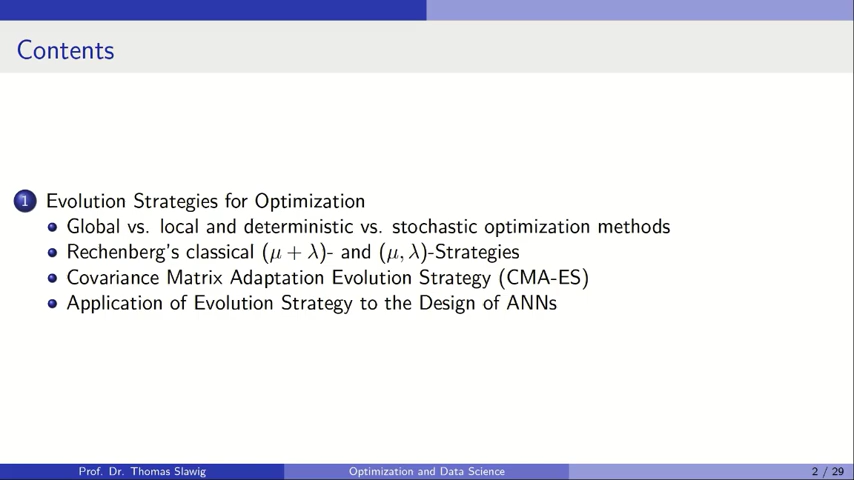 Contents
1 Evolution Strategies for Optimization
Global vs. local and deterministic vs. stochastic optimization methods
Rechenberg's classical (μ + λ)- and (μ, λ)-Strategies
Covariance Matrix Adaptation Evolution Strategy (CMA-ES)
Application of Evolution Strategy to the Design of ANNs
Prof. Dr. Thomas Slawig Optimization and Data Science 2 / 29